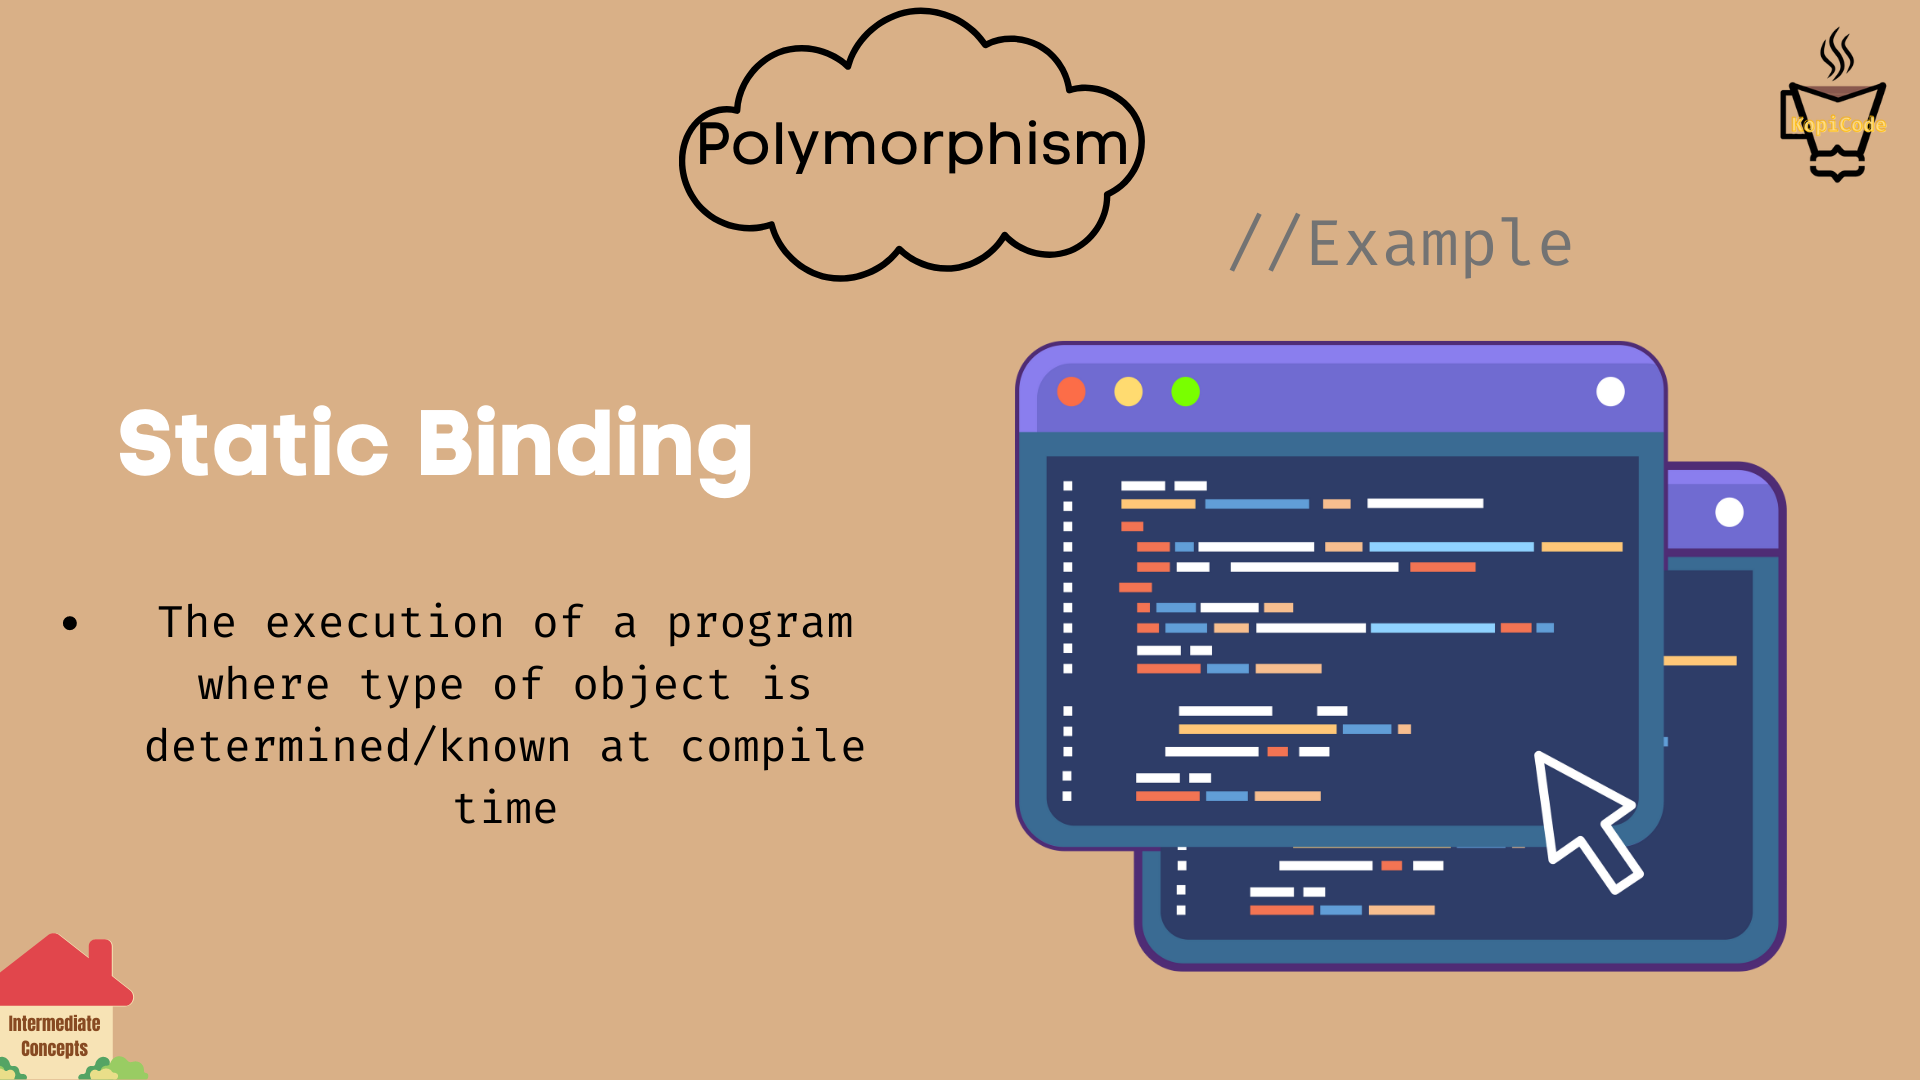 Polymorphism
KopiCode
//Example
Static Binding
• The execution of a program
where type of object is
determined/known at compile
time
Intermediate
Concepts